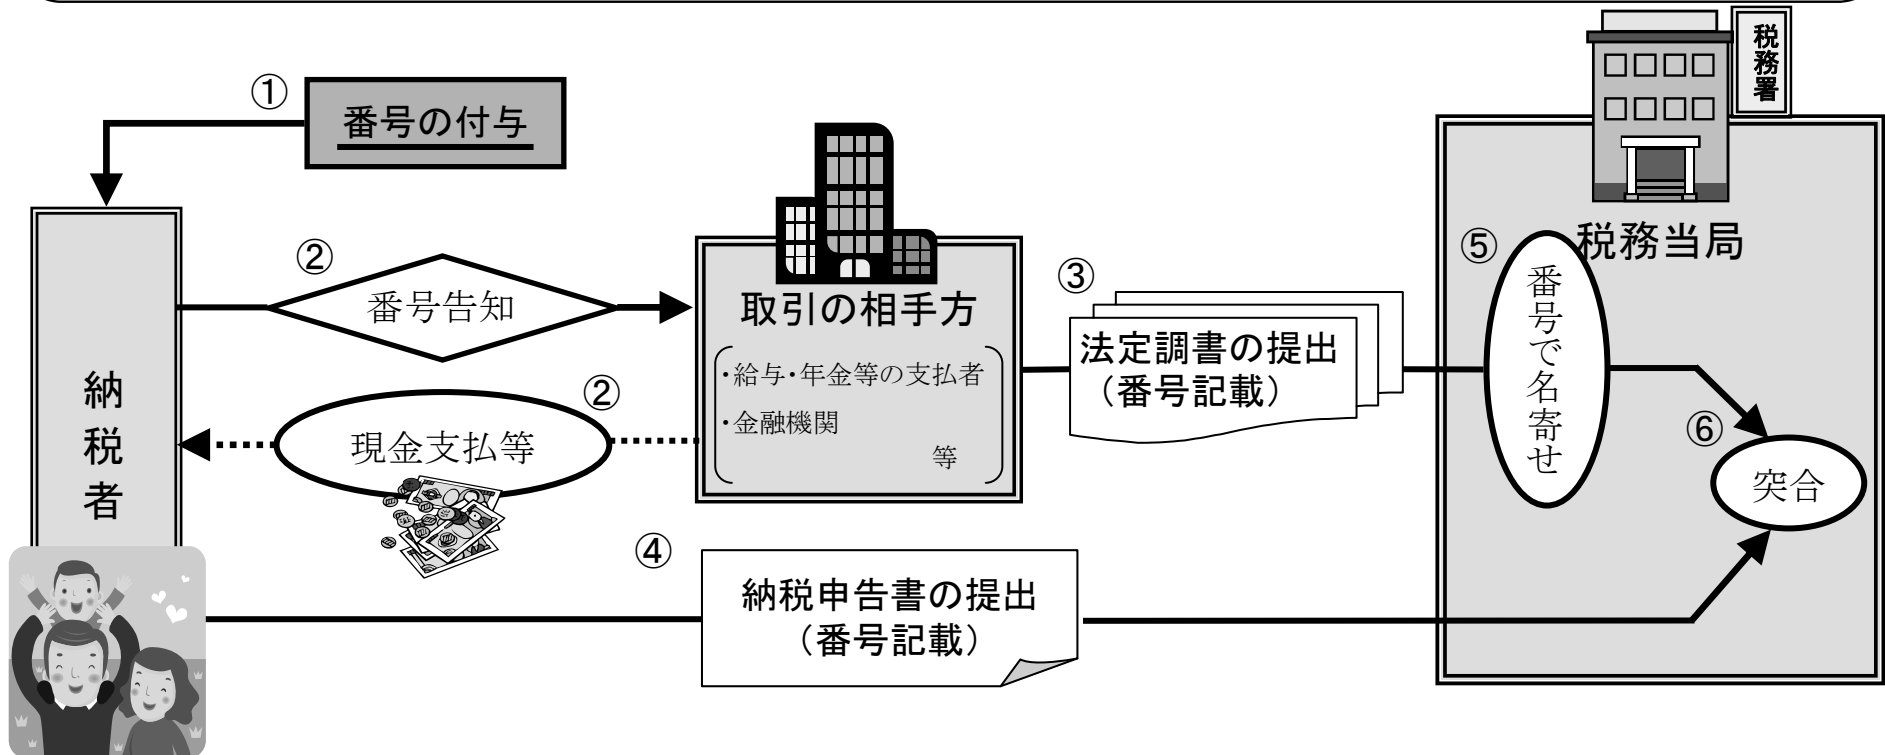 ①
番号の付与
税務署
②
番号告知
取引の相手方
・給与・年金等の支払者
・金融機関
等
②
現金支払等
納税者
③
法定調書の提出
(番号記載)
④
納税申告書の提出
(番号記載)
税務当局
⑤
番号で名寄せ
⑥
突合